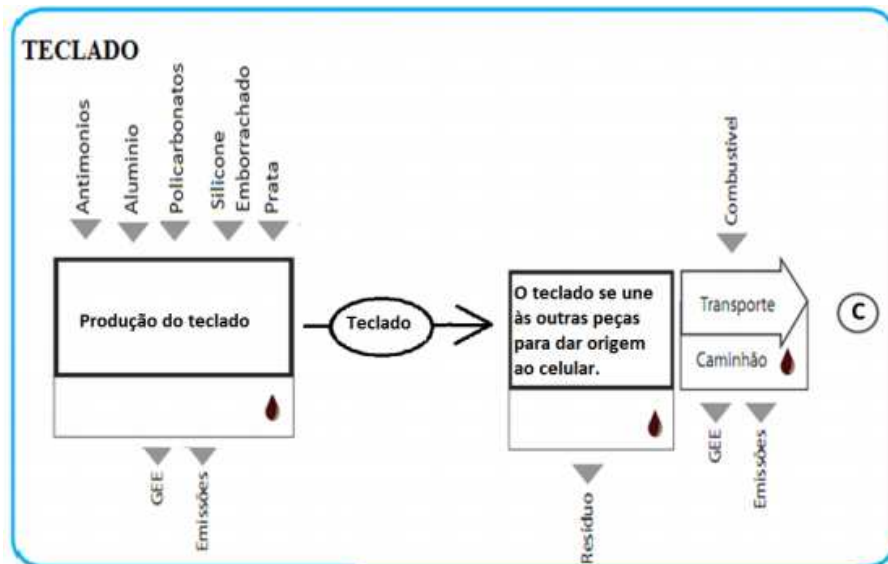 TECLADO
Antimonios
Aluminio
Policarbonatos
Silicone
Emborrachado
Prata
Combustível
Produção do teclado
Teclado
O teclado se une
às outras peças
para dar origem
ao celular.
Transporte
Caminhão
C
GEE
Emissões
Resíduo
GEE
Emissões